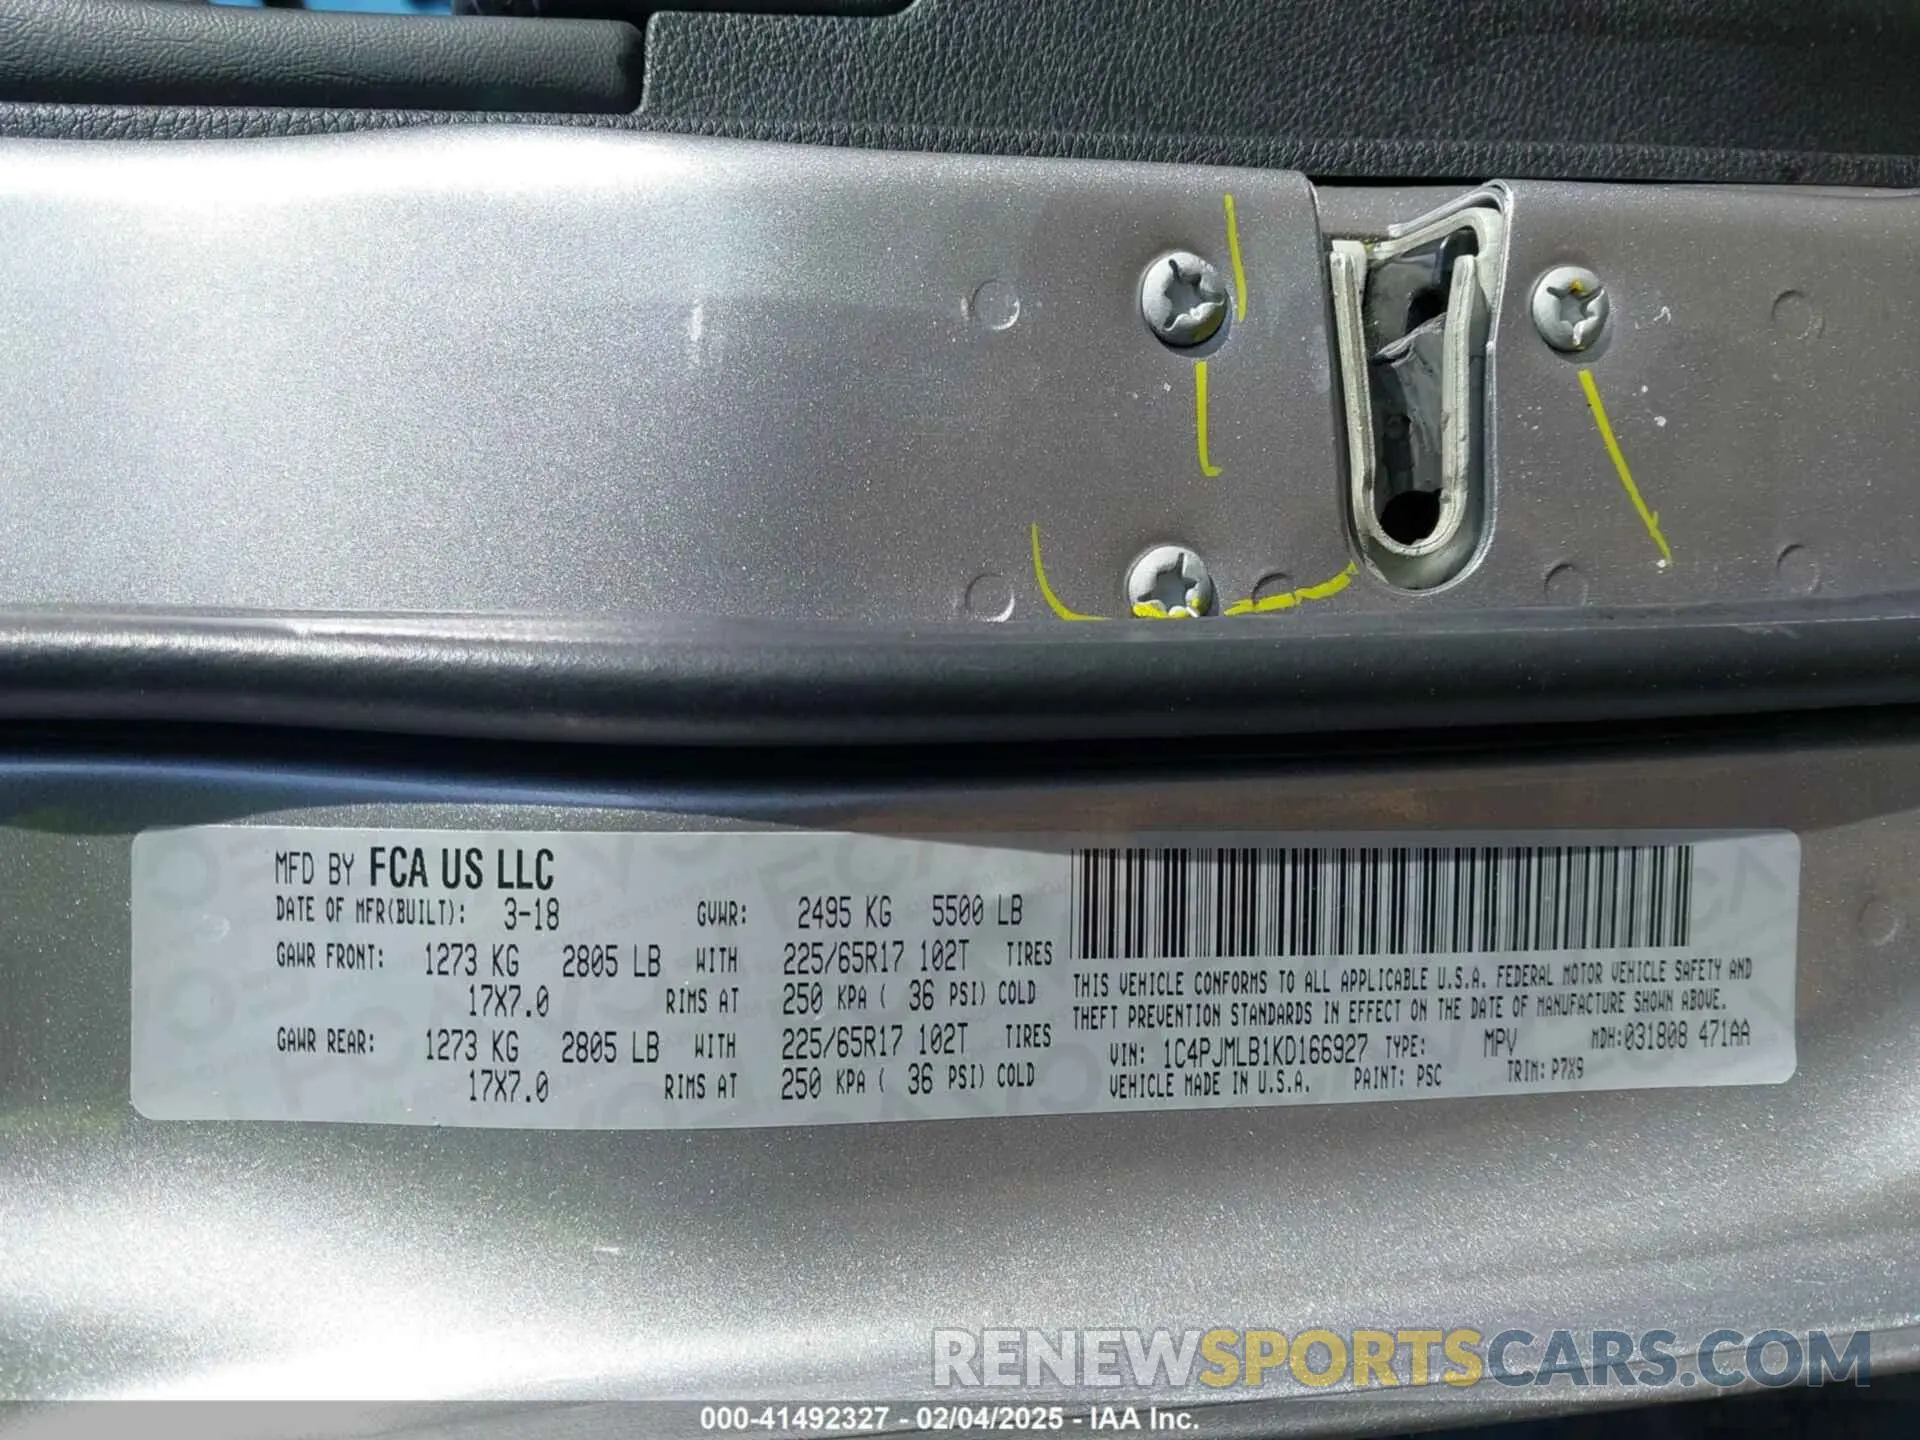 MFD BY FCA US LLC
DATE OF MFR(BUILT): 3-18 GVWR: 2495 KG 5500 LB
GAWR FRONT: 1273 KG 2805 LB WITH 225/65R17 102T TIRES
17X7.0 RIMS AT 250 KPA ( 36 PSI) COLD
GAWR REAR: 1273 KG 2805 LB WITH 225/65R17 102T TIRES
17X7.0 RIMS AT 250 KPA ( 36 PSI) COLD
THIS VEHICLE CONFORMS TO ALL APPLICABLE U.S.A. FEDERAL MOTOR VEHICLE SAFETY AND
THEFT PREVENTION STANDARDS IN EFFECT ON THE DATE OF MANUFACTURE SHOWN ABOVE.
VIN: 1C4PJMLB1KD166927 TYPE: MPV MDH:031808 471AA
VEHICLE MADE IN U.S.A. PAINT: PSC TRIM: P7X9
RENEWSPORTSCARS.COM
000-41492327 - 02/04/2025 - IAA Inc.